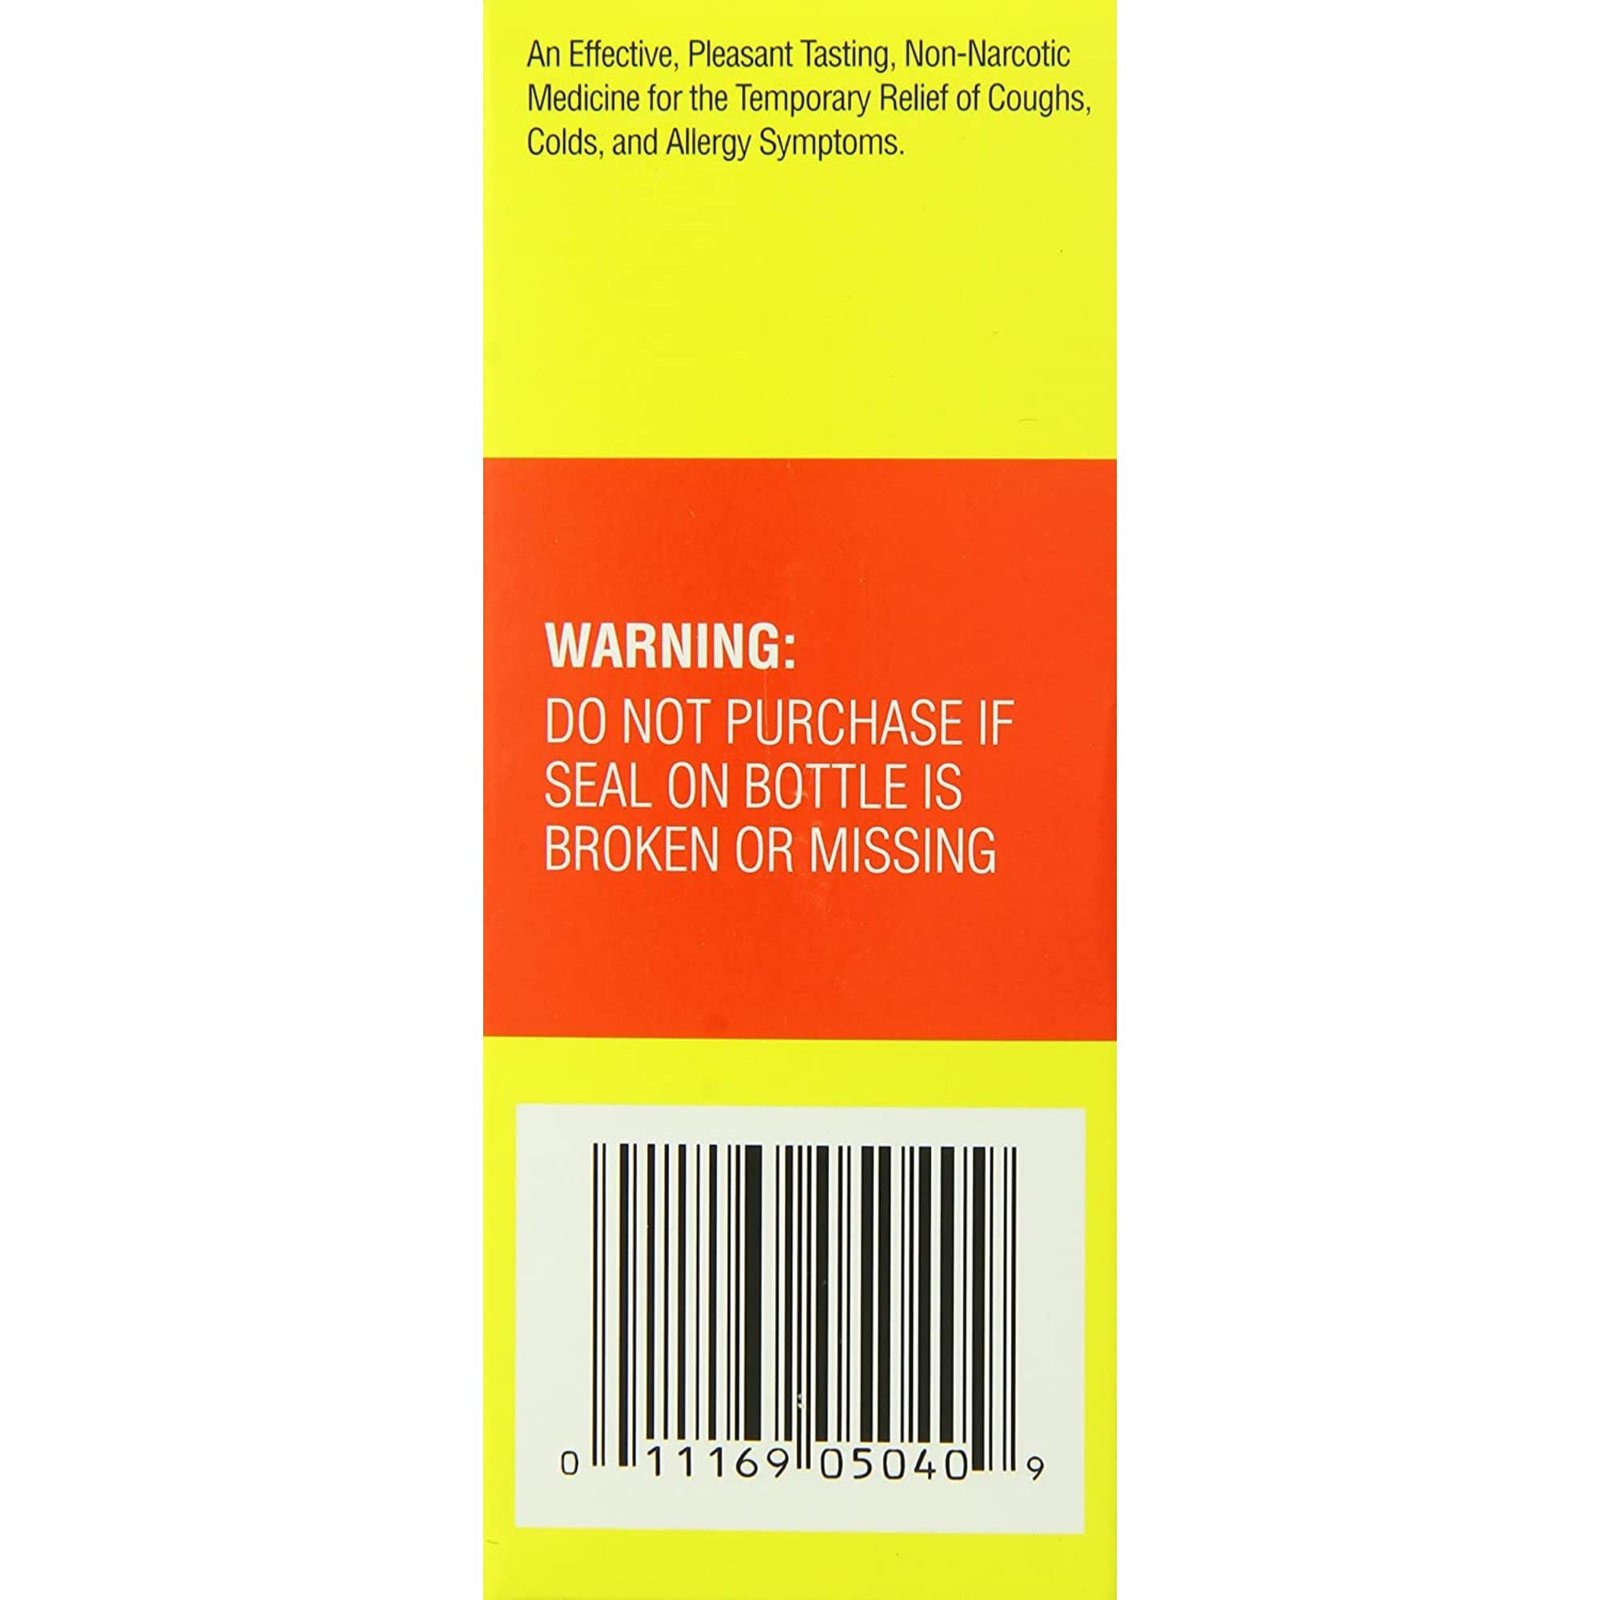 An Effective, Pleasant Tasting, Non-Narcotic
Medicine for the Temporary Relief of Coughs,
Colds, and Allergy Symptoms.
WARNING:
DO NOT PURCHASE IF
SEAL ON BOTTLE IS
BROKEN OR MISSING
0 11169 05040 9